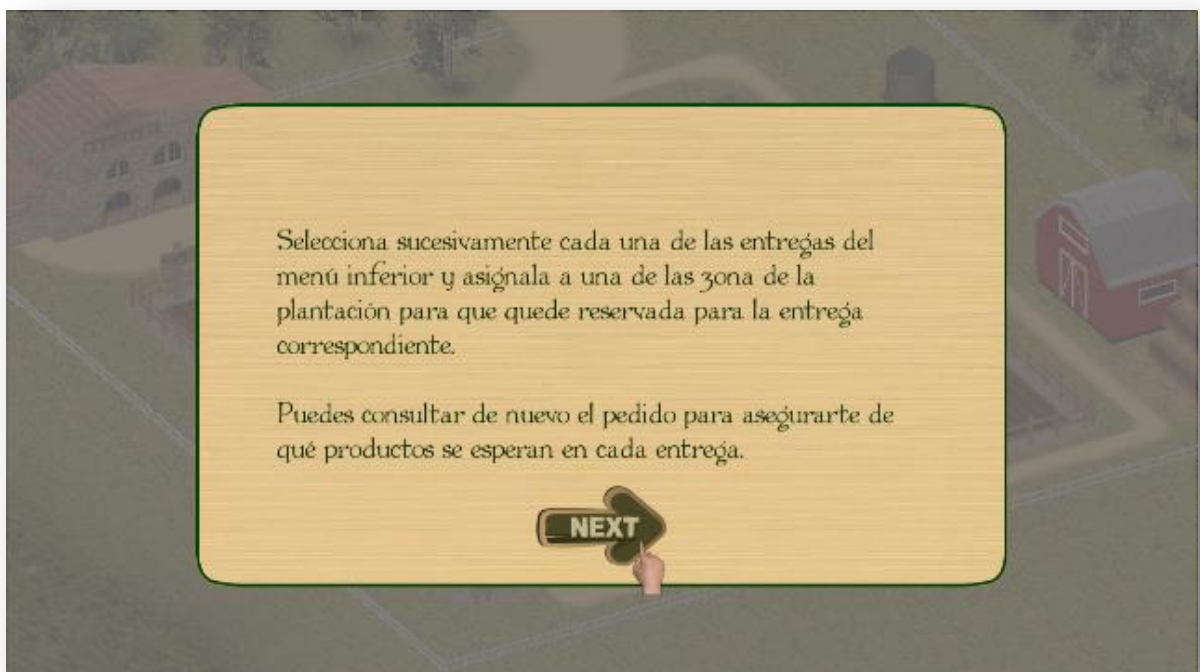 Selecciona sucesivamente cada una de las entregas del
menú inferior y asígnala a una de las zona de la
plantación para que quede reservada para la entrega
correspondiente.
Puedes consultar de nuevo el pedido para asegurarte de
qué productos se esperan en cada entrega.
NEXT